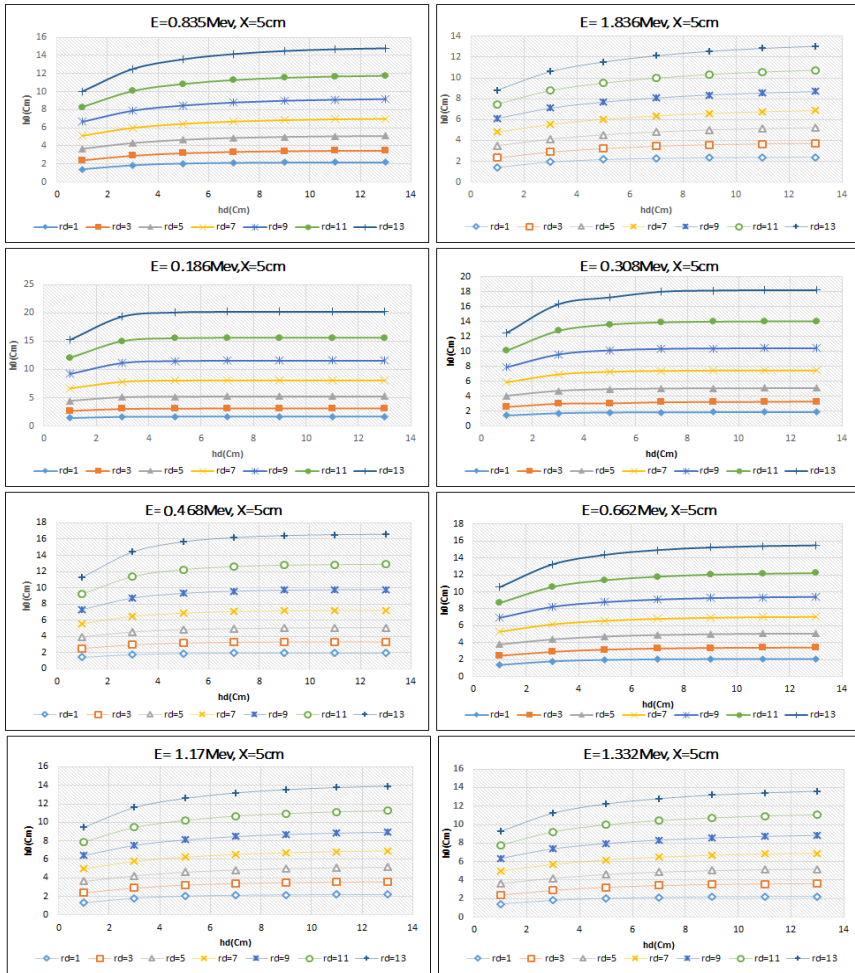 E= 0.835Mev, X=5cm
16
14
12
10
8
6
4
2
0
h0(Cm)
0 2 4 6 8 10 12 14
hd(Cm)
rd=1 rd=3 rd=5 rd=7 rd=9 rd=11 rd=13
E= 1.836Mev, X=5cm
14
12
10
8
6
4
2
0
h0(Cm)
0 2 4 6 8 10 12 14
hd(Cm)
rd=1 rd=3 rd=5 rd=7 rd=9 rd=11 rd=13
E= 0.186Mev,X=5cm
25
20
15
10
5
0
h0(Cm)
0 2 4 6 8 10 12 14
hd(Cm)
rd=1 rd=3 rd=5 rd=7 rd=9 rd=11 rd=13
E= 0.308Mev, X=5cm
20
18
16
14
12
10
8
6
4
2
0
h0(Cm)
0 2 4 6 8 10 12 14
hd(Cm)
rd=1 rd=3 rd=5 rd=7 rd=9 rd=11 rd=13
E= 0.468Mev, X=5cm
18
16
14
12
10
8
6
4
2
0
h0(Cm)
0 2 4 6 8 10 12 14
hd(Cm)
rd=1 rd=3 rd=5 rd=7 rd=9 rd=11 rd=13
E= 0.662Mev, X=5cm
18
16
14
12
10
8
6
4
2
0
h0(Cm)
0 2 4 6 8 10 12 14
hd(Cm)
rd=1 rd=3 rd=5 rd=7 rd=9 rd=11 rd=13
E= 1.17Mev, X=5cm
16
14
12
10
8
6
4
2
0
h0(Cm)
0 2 4 6 8 10 12 14
hd(Cm)
rd=1 rd=3 rd=5 rd=7 rd=9 rd=11 rd=13
E= 1.332Mev, X=5cm
16
14
12
10
8
6
4
2
0
h0(Cm)
0 2 4 6 8 10 12 14
hd(Cm)
rd=1 rd=3 rd=5 rd=7 rd=9 rd=11 rd=13